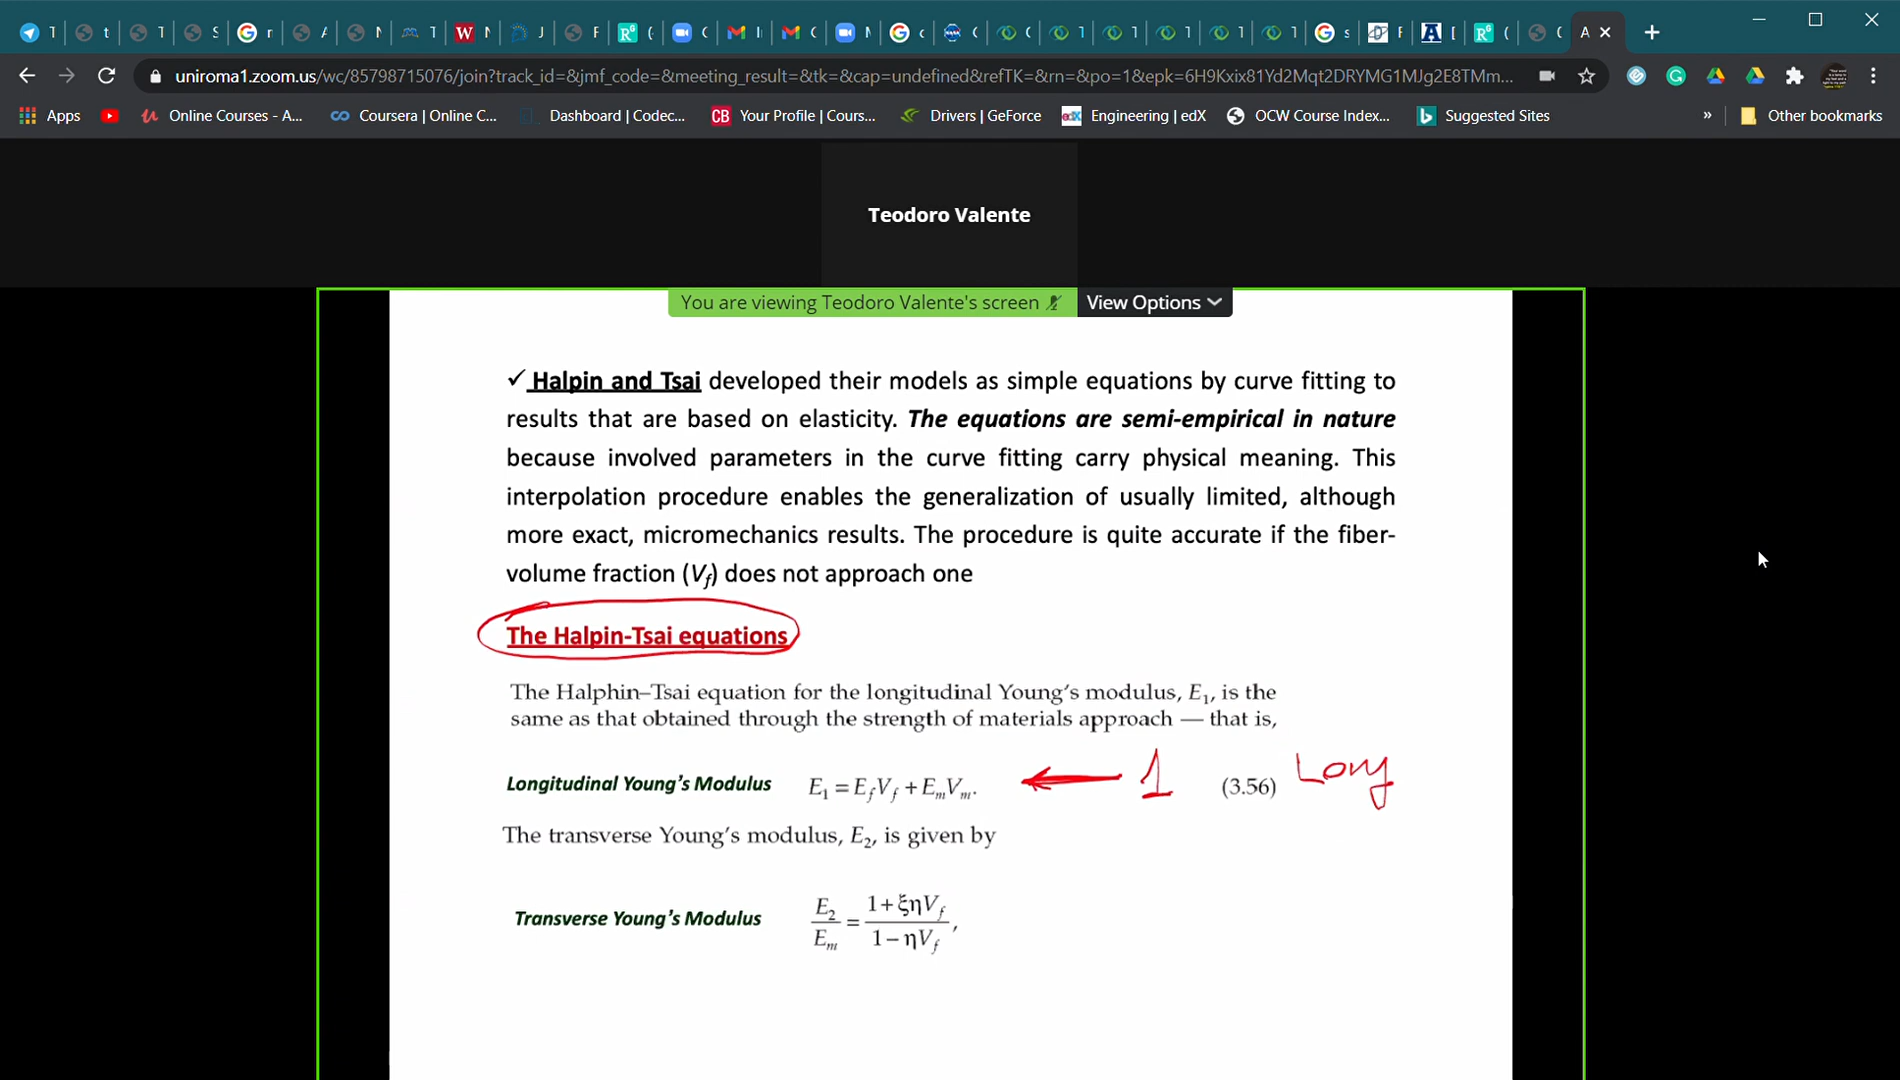 T t T S G r A N T W N J F R G ( C I C N G c C C T T T T T G s F A [ R G ( C A
uniroma1.zoom.us/wc/85798715076/join?track_id=&jmf_code=&meeting_result=&tk=&cap=undefined&refTK=&rn=&po=1&epk=6H9Kxix81Yd2Mqt2DRYMG1MJg2E8TMm...
Apps Online Courses - A... Coursera | Online C... Dashboard | Codec... CB Your Profile | Cours... Drivers | GeForce edX Engineering | edX OCW Course Index... Suggested Sites » Other bookmarks
Teodoro Valente
You are viewing Teodoro Valente's screen View Options
✓ Halpin and Tsai developed their models as simple equations by curve fitting to
results that are based on elasticity. The equations are semi-empirical in nature
because involved parameters in the curve fitting carry physical meaning. This
interpolation procedure enables the generalization of usually limited, although
more exact, micromechanics results. The procedure is quite accurate if the fiber-
volume fraction (Vf) does not approach one
The Halpin-Tsai equations
The Halphin–Tsai equation for the longitudinal Young's modulus, E₁, is the
same as that obtained through the strength of materials approach — that is,
Longitudinal Young's Modulus E₁ = EfVf + EmVm. 1 (3.56) Long
The transverse Young's modulus, E₂, is given by
Transverse Young's Modulus E₂/Em = (1 + ξηVf)/(1 − ηVf),